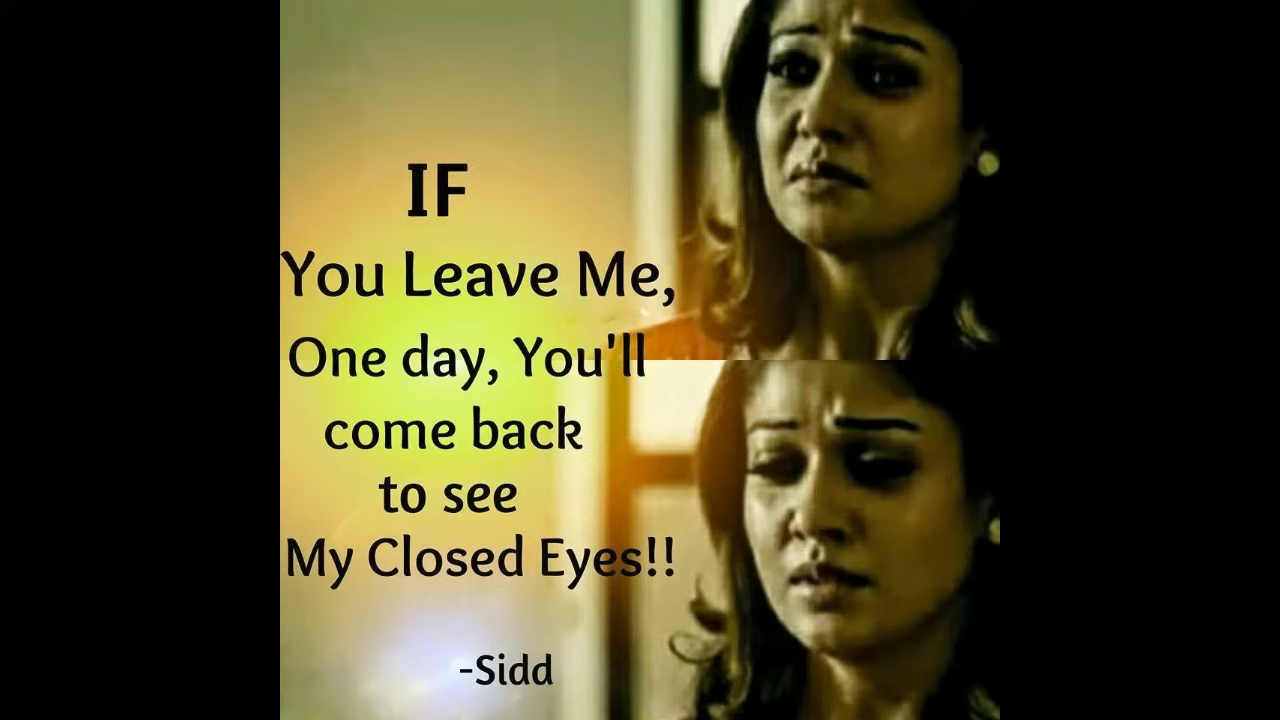 IF
You Leave Me,
One day, You'll
come back
to see
My Closed Eyes!!
-Sidd